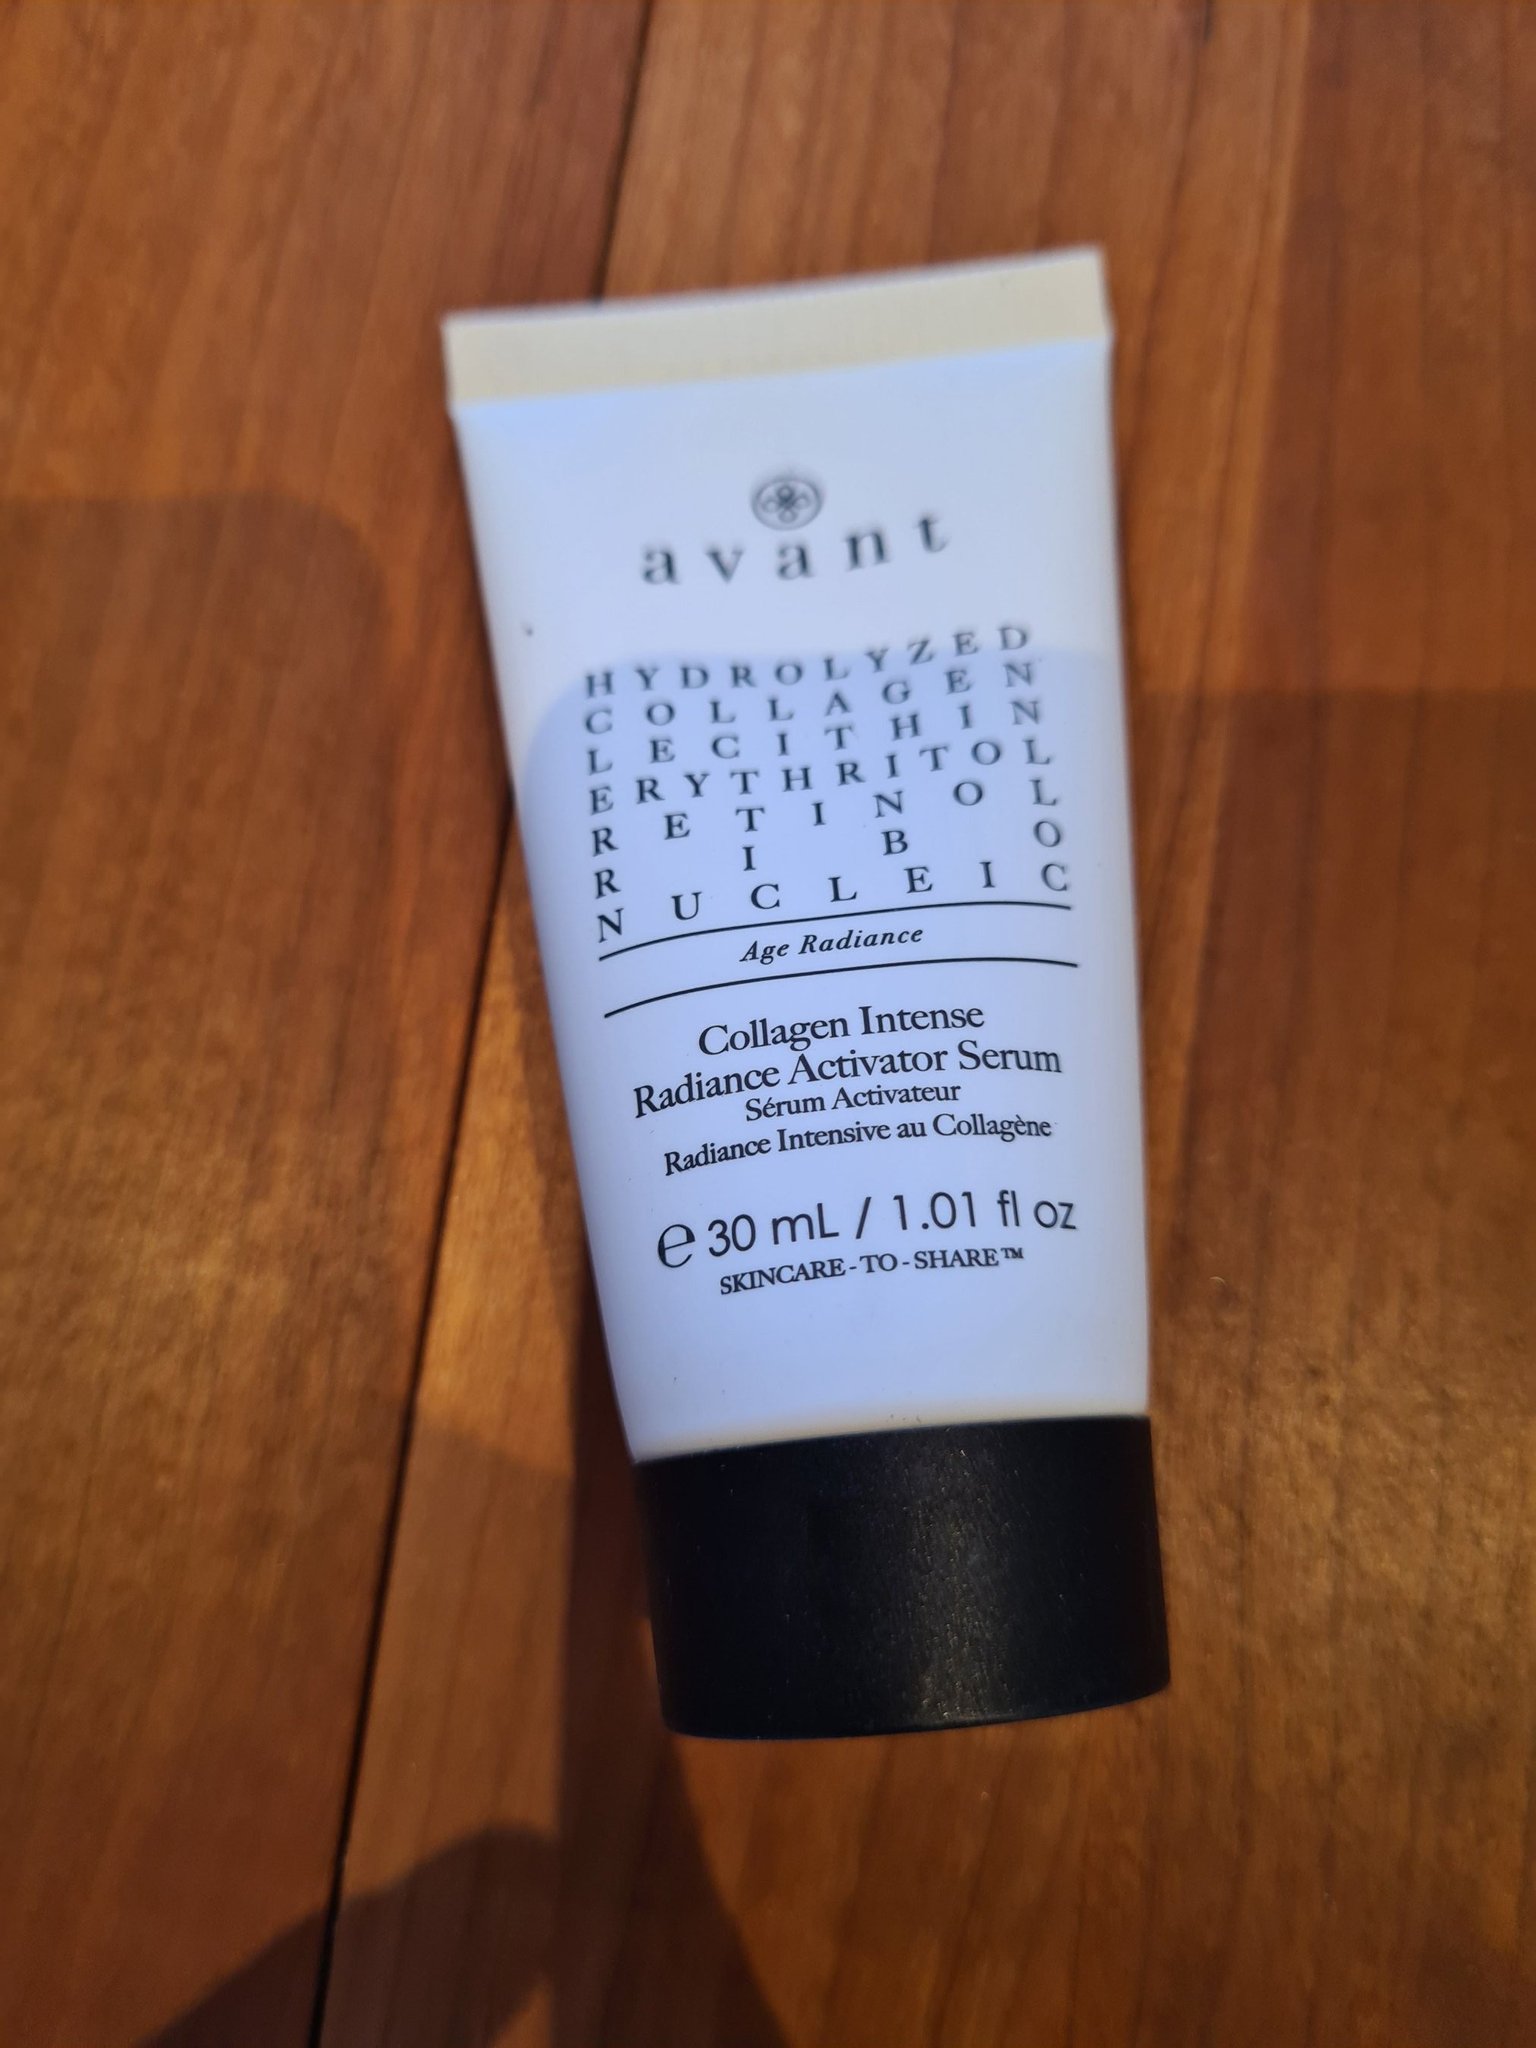 avant
HYDROLYZED
COLLAGEN
LECITHIN
ERYTHRITOL
RETINOL
R I B O
NUCLEIC
Age Radiance
Collagen Intense
Radiance Activator Serum
Sérum Activateur
Radiance Intensive au Collagène
e 30 mL / 1.01 fl oz
SKINCARE-TO-SHARE™